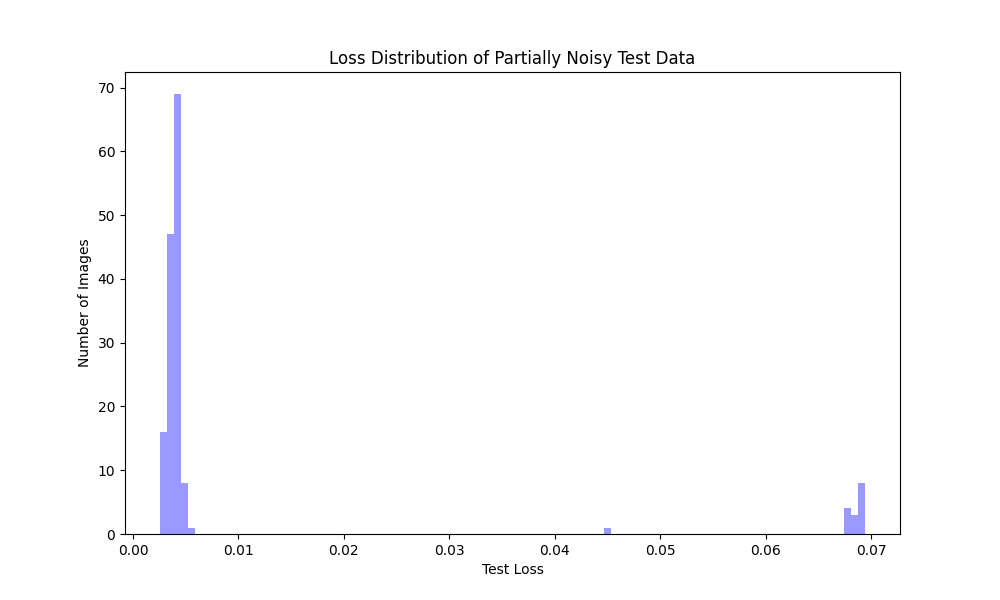 Loss Distribution of Partially Noisy Test Data
70
60
50
40
30
20
10
0
Number of Images
0.00 0.01 0.02 0.03 0.04 0.05 0.06 0.07
Test Loss